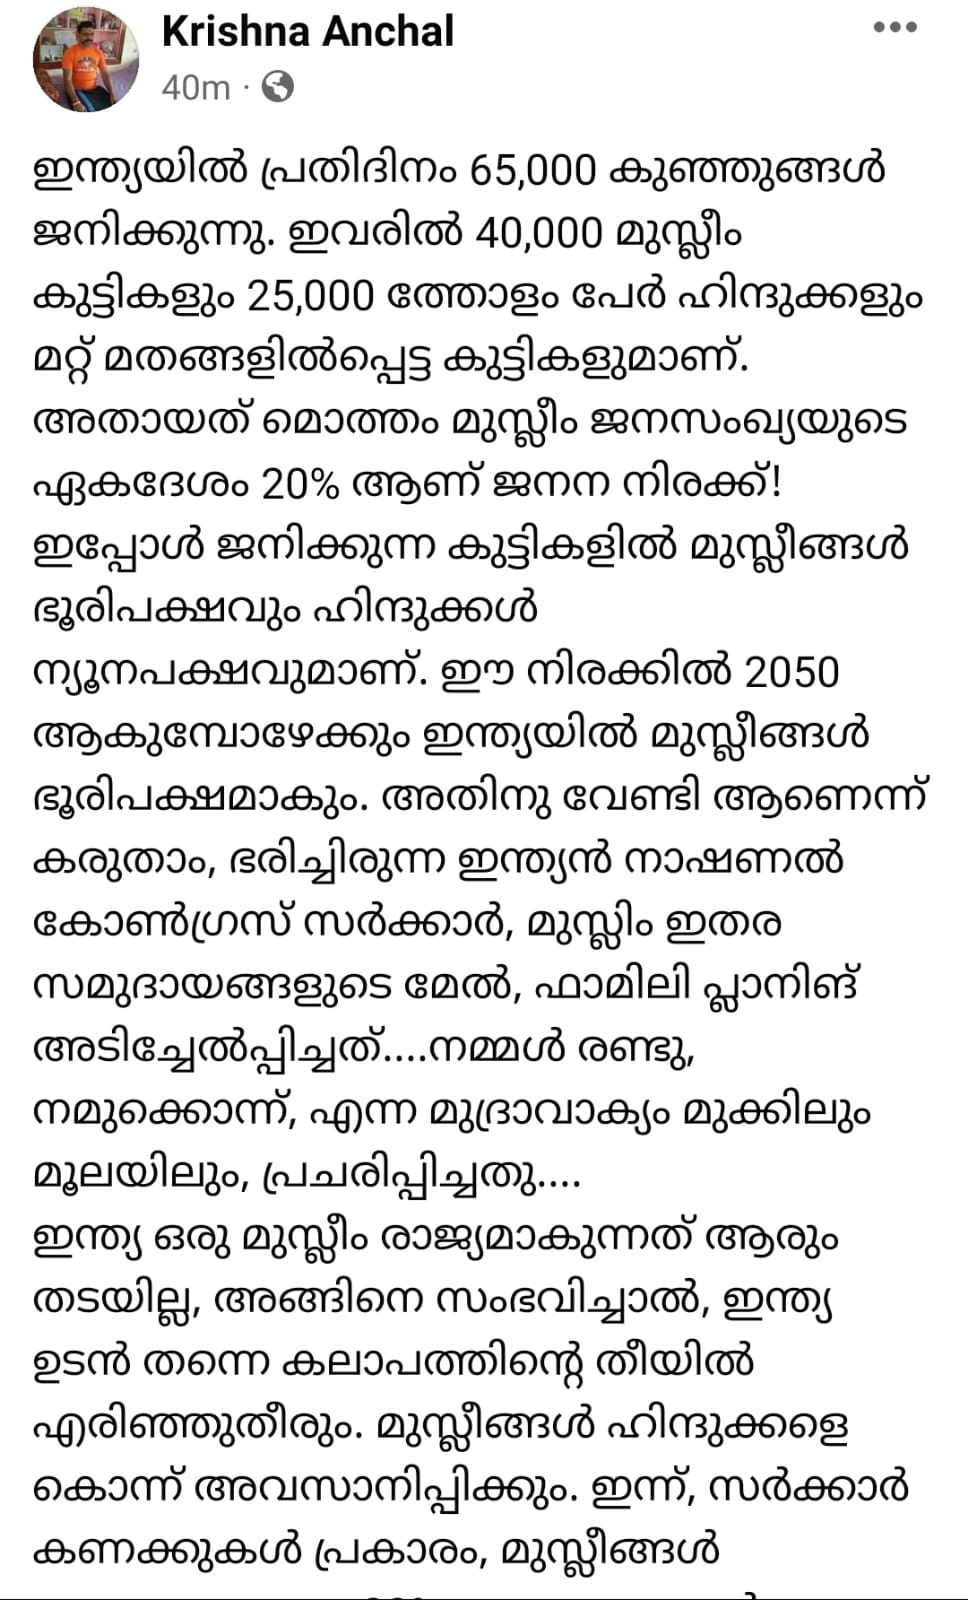 Krishna Anchal
40m ·
ഇന്ത്യയിൽ പ്രതിദിനം 65,000 കുഞ്ഞുങ്ങൾ
ജനിക്കുന്നു. ഇവരിൽ 40,000 മുസ്ലീം
കുട്ടികളും 25,000 ത്തോളം പേർ ഹിന്ദുക്കളും
മറ്റ് മതങ്ങളിൽപ്പെട്ട കുട്ടികളുമാണ്.
അതായത് മൊത്തം മുസ്ലീം ജനസംഖ്യയുടെ
ഏകദേശം 20% ആണ് ജനന നിരക്ക്!
ഇപ്പോൾ ജനിക്കുന്ന കുട്ടികളിൽ മുസ്ലീങ്ങൾ
ഭൂരിപക്ഷവും ഹിന്ദുക്കൾ
ന്യൂനപക്ഷവുമാണ്. ഈ നിരക്കിൽ 2050
ആകുമ്പോഴേക്കും ഇന്ത്യയിൽ മുസ്ലീങ്ങൾ
ഭൂരിപക്ഷമാകും. അതിനു വേണ്ടി ആണെന്ന്
കരുതാം, ഭരിച്ചിരുന്ന ഇന്ത്യൻ നാഷണൽ
കോൺഗ്രസ് സർക്കാർ, മുസ്ലിം ഇതര
സമുദായങ്ങളുടെ മേൽ, ഫാമിലി പ്ലാനിങ്
അടിച്ചേൽപ്പിച്ചത്....നമ്മൾ രണ്ടു,
നമുക്കൊന്ന്, എന്ന മുദ്രാവാക്യം മുക്കിലും
മൂലയിലും, പ്രചരിപ്പിച്ചതു....
ഇന്ത്യ ഒരു മുസ്ലീം രാജ്യമാകുന്നത് ആരും
തടയില്ല, അങ്ങിനെ സംഭവിച്ചാൽ, ഇന്ത്യ
ഉടൻ തന്നെ കലാപത്തിന്റെ തീയിൽ
എരിഞ്ഞുതീരും. മുസ്ലീങ്ങൾ ഹിന്ദുക്കളെ
കൊന്ന് അവസാനിപ്പിക്കും. ഇന്ന്, സർക്കാർ
കണക്കുകൾ പ്രകാരം, മുസ്ലീങ്ങൾ